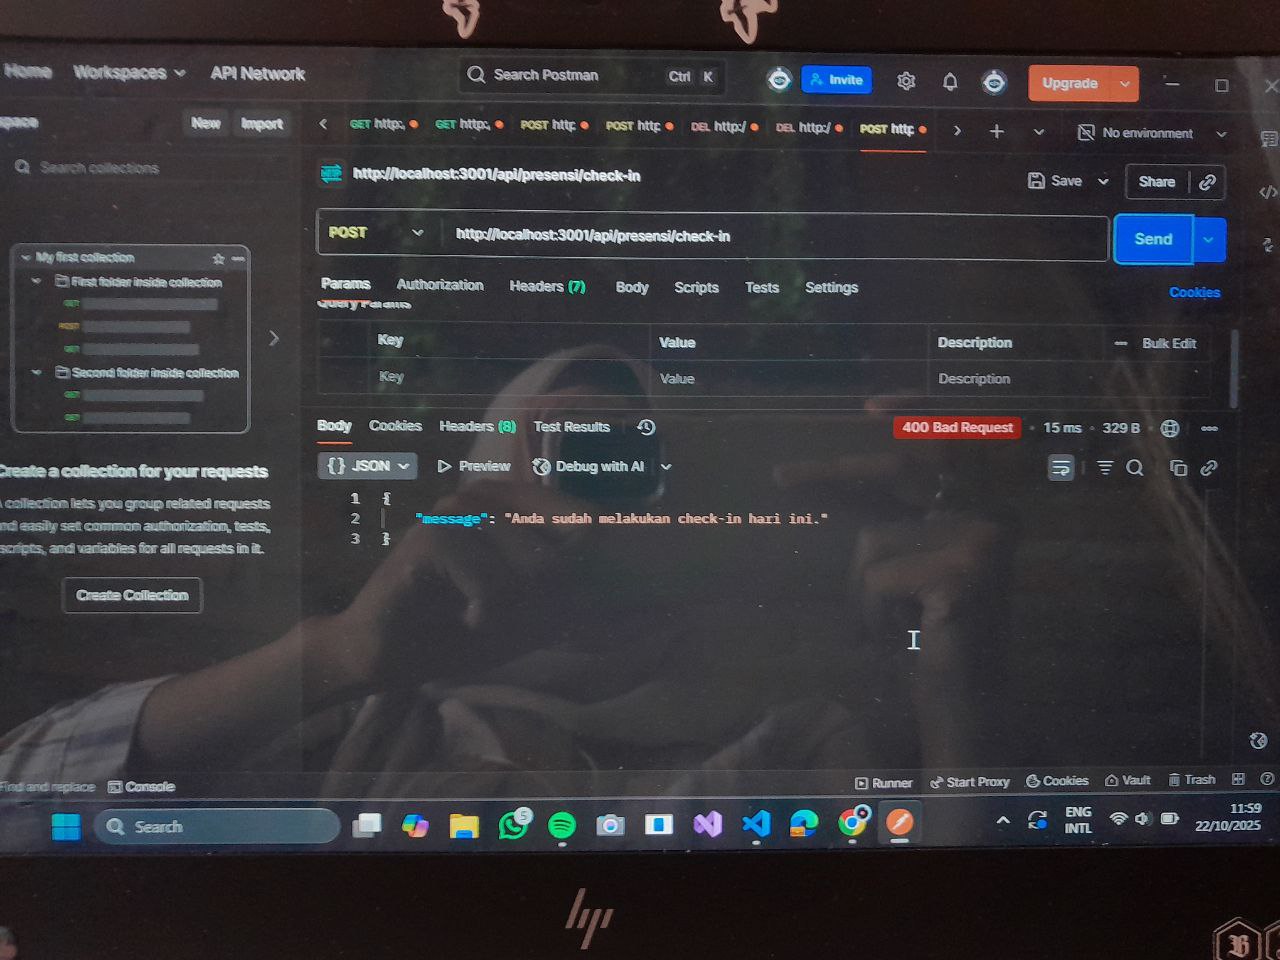 Home Workspaces API Network Search Postman Ctrl K Invite Upgrade
space New Import GET http:, GET http:, POST http POST http DEL http:/ DEL http:/ POST http No environment
Search collections
http://localhost:3001/api/presensi/check-in Save Share
POST http://localhost:3001/api/presensi/check-in Send
Params Authorization Headers (7) Body Scripts Tests Settings Cookies
Query Params
Key Value Description Bulk Edit
Key Value Description
My first collection
First folder inside collection
GET
POST
GET
Second folder inside collection
GET
GET
Create a collection for your requests
A collection lets you group related requests
and easily set common authorization, tests,
scripts, and variables for all requests in it.
Create Collection
Body Cookies Headers (8) Test Results 400 Bad Request 15 ms 329 B
{} JSON Preview Debug with AI
1 {
2 "message": "Anda sudah melakukan check-in hari ini."
3 }
Find and replace Console Runner Start Proxy Cookies Vault Trash
Search 5 ENG 11:59
INTL 22/10/2025
hp
B